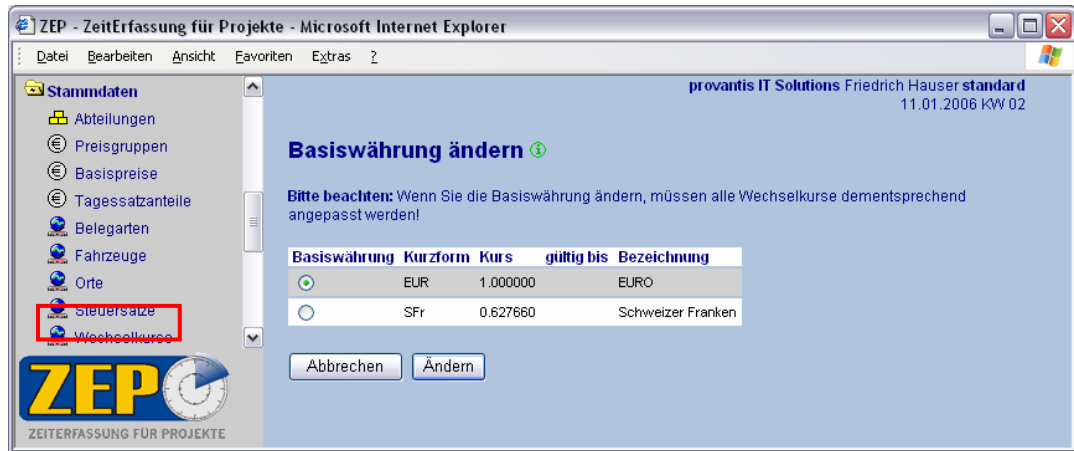 ZEP - ZeitErfassung für Projekte - Microsoft Internet Explorer
Datei Bearbeiten Ansicht Favoriten Extras ?
Stammdaten
Abteilungen
Preisgruppen
Basispreise
Tagessatzanteile
Belegarten
Fahrzeuge
Orte
Steuersätze
Wechselkurse
ZEP
ZEITERFASSUNG FÜR PROJEKTE
provantis IT Solutions Friedrich Hauser standard
11.01.2006 KW 02
Basiswährung ändern
Bitte beachten: Wenn Sie die Basiswährung ändern, müssen alle Wechselkurse dementsprechend
angepasst werden!
Basiswährung Kurzform Kurs gültig bis Bezeichnung
EUR 1.000000 EURO
SFr 0.627660 Schweizer Franken
Abbrechen Ändern